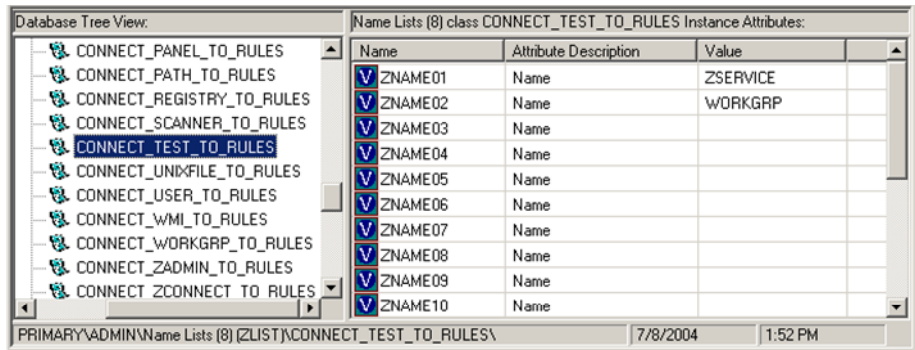 Database Tree View:
CONNECT_PANEL_TO_RULES
CONNECT_PATH_TO_RULES
CONNECT_REGISTRY_TO_RULES
CONNECT_SCANNER_TO_RULES
CONNECT_TEST_TO_RULES
CONNECT_UNIXFILE_TO_RULES
CONNECT_USER_TO_RULES
CONNECT_WMI_TO_RULES
CONNECT_WORKGRP_TO_RULES
CONNECT_ZADMIN_TO_RULES
CONNECT_ZCONNECT_TO_RULES
Name Lists (8) class CONNECT_TEST_TO_RULES Instance Attributes:
Name Attribute Description Value
V ZNAME01 Name ZSERVICE
V ZNAME02 Name WORKGRP
V ZNAME03 Name
V ZNAME04 Name
V ZNAME05 Name
V ZNAME06 Name
V ZNAME07 Name
V ZNAME08 Name
V ZNAME09 Name
V ZNAME10 Name
PRIMARY\ADMIN\Name Lists (8) (ZLIST)\CONNECT_TEST_TO_RULES\ 7/8/2004 1:52 PM